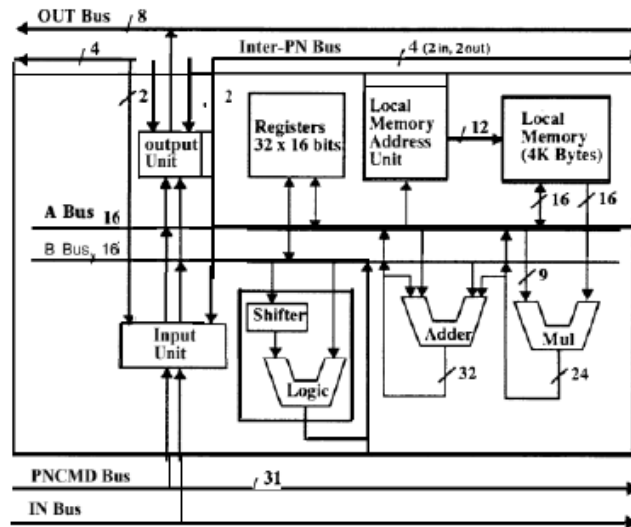 OUT Bus 8
4 Inter-PN Bus 4 (2 in, 2 out)
2 2
output
Unit
Registers
32 x 16 bits
Local
Memory
Address
Unit
12
Local
Memory
(4K Bytes)
16 16
A Bus 16
B Bus 16
9
Shifter
Logic
Adder
Mul
32
24
Input
Unit
PNCMD Bus 31
IN Bus